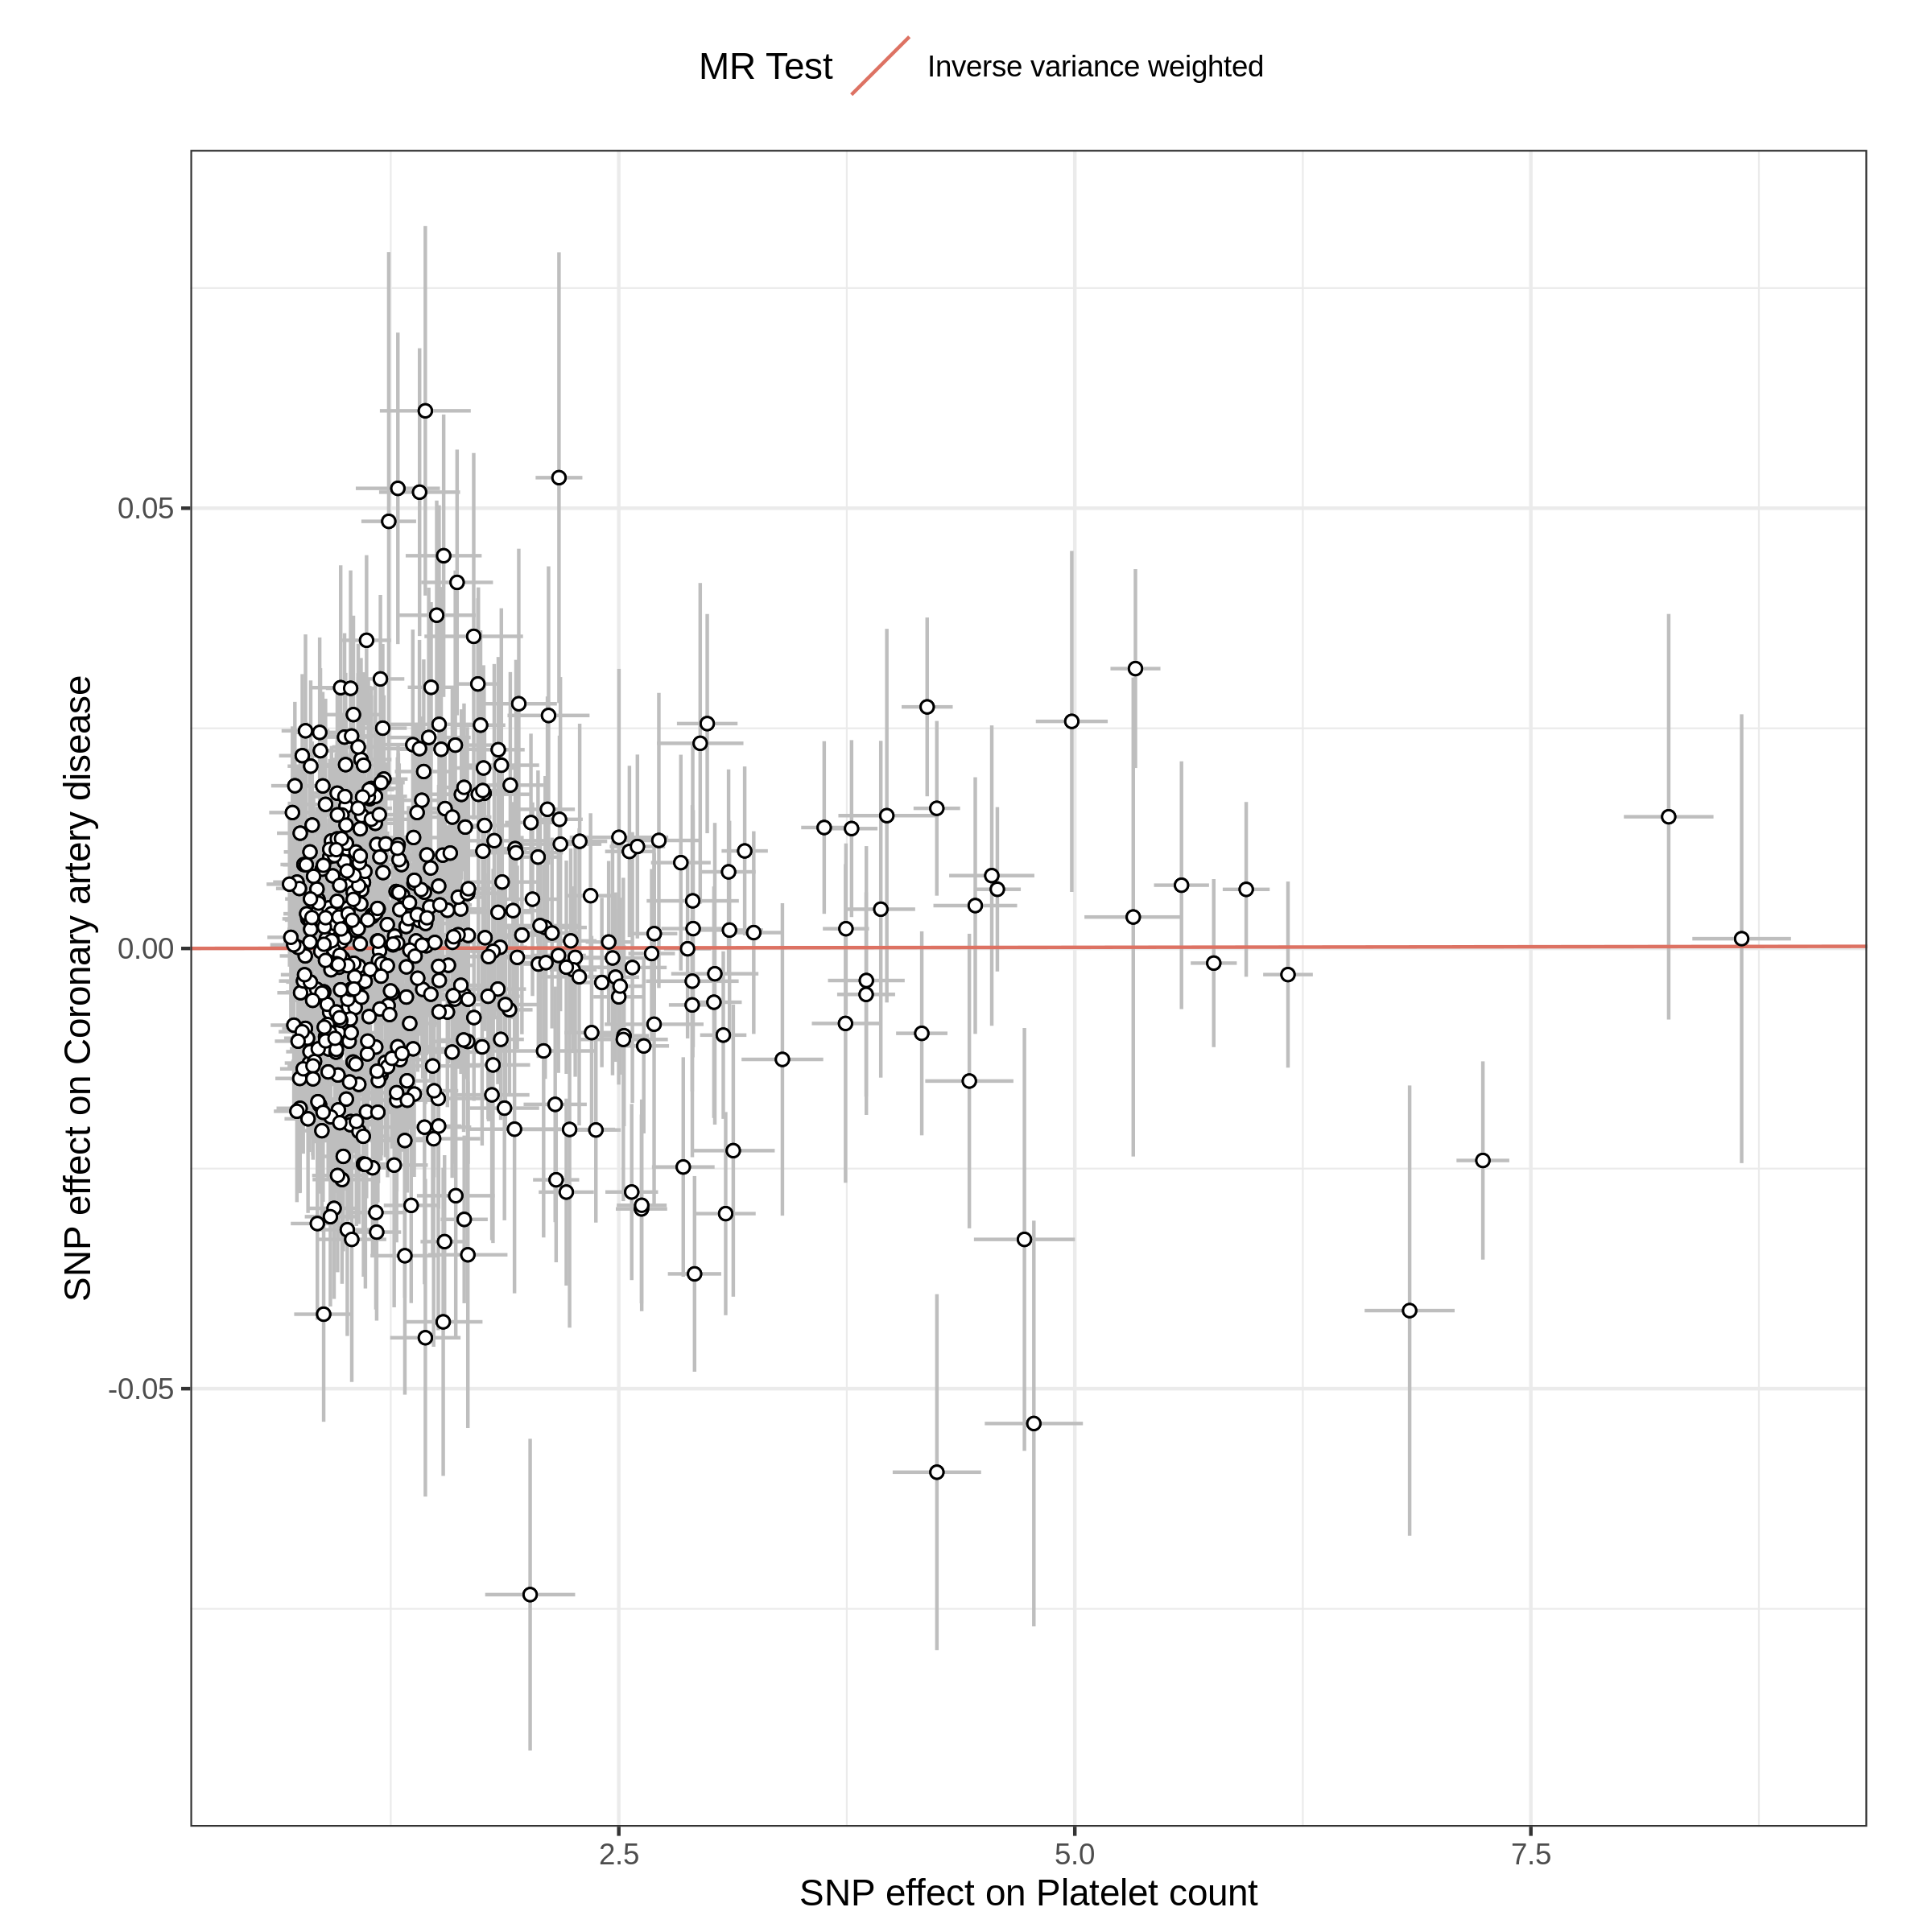 MR Test
Inverse variance weighted
SNP effect on Coronary artery disease
0.05
0.00
-0.05
2.5
5.0
7.5
SNP effect on Platelet count